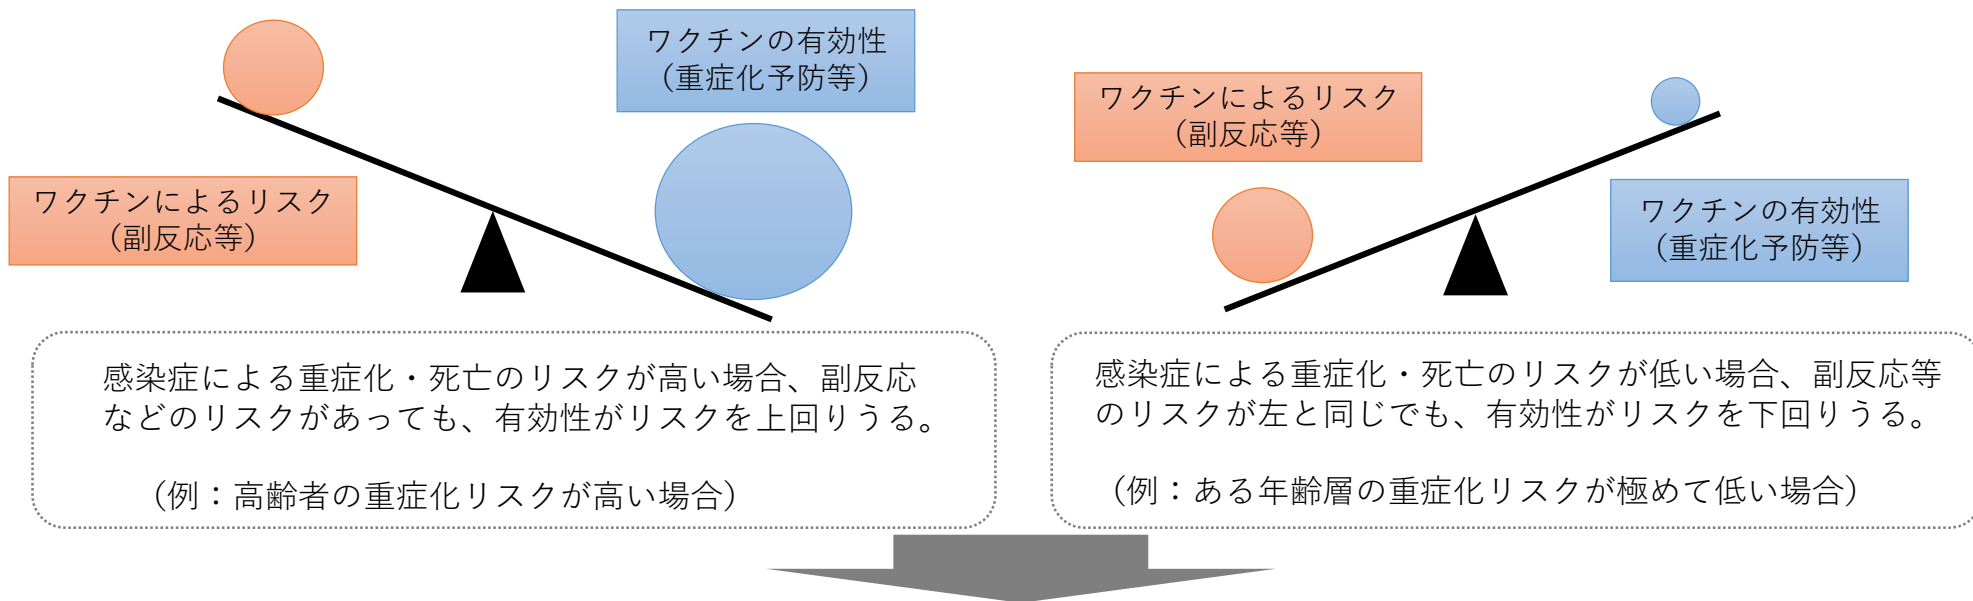 ワクチンの有効性
（重症化予防等）
ワクチンによるリスク
（副反応等）
感染症による重症化・死亡のリスクが高い場合、副反応
などのリスクがあっても、有効性がリスクを上回りうる。
（例：高齢者の重症化リスクが高い場合）
ワクチンによるリスク
（副反応等）
ワクチンの有効性
（重症化予防等）
感染症による重症化・死亡のリスクが低い場合、副反応等
のリスクが左と同じでも、有効性がリスクを下回りうる。
（例：ある年齢層の重症化リスクが極めて低い場合）